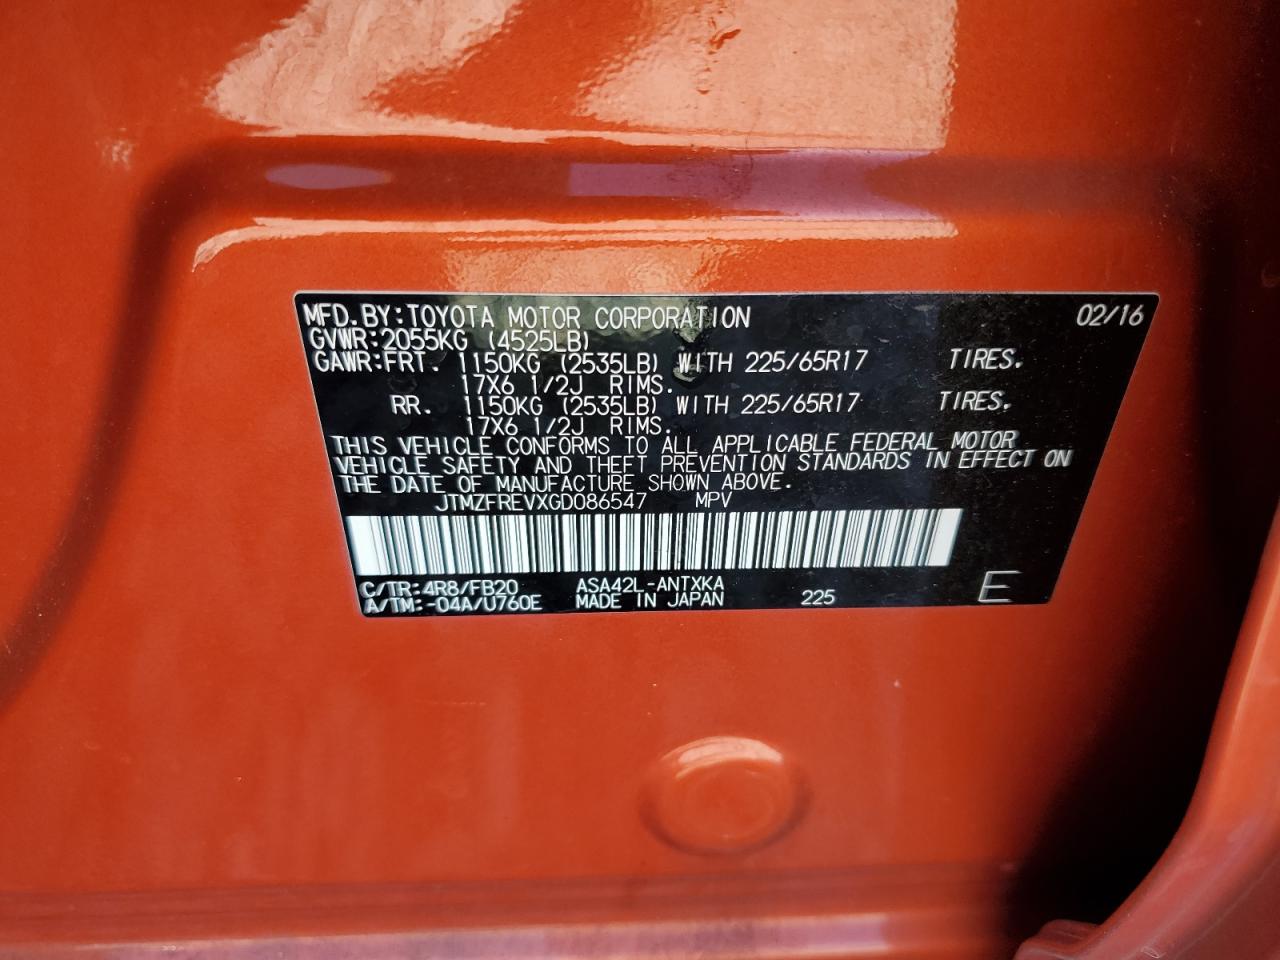 MFD.BY:TOYOTA MOTOR CORPORATION 02/16
GVWR:2055KG (4525LB)
GAWR:FRT. 1150KG (2535LB) WITH 225/65R17 TIRES.
17X6 1/2J RIMS.
RR. 1150KG (2535LB) WITH 225/65R17 TIRES.
17X6 1/2J RIMS.
THIS VEHICLE CONFORMS TO ALL APPLICABLE FEDERAL MOTOR
VEHICLE SAFETY AND THEFT PREVENTION STANDARDS IN EFFECT ON
THE DATE OF MANUFACTURE SHOWN ABOVE.
JTMZFREVXGD086547 MPV
C/TR:4R8/FB20 ASA42L-ANTXKA
A/TM:-04A/U760E MADE IN JAPAN 225 E